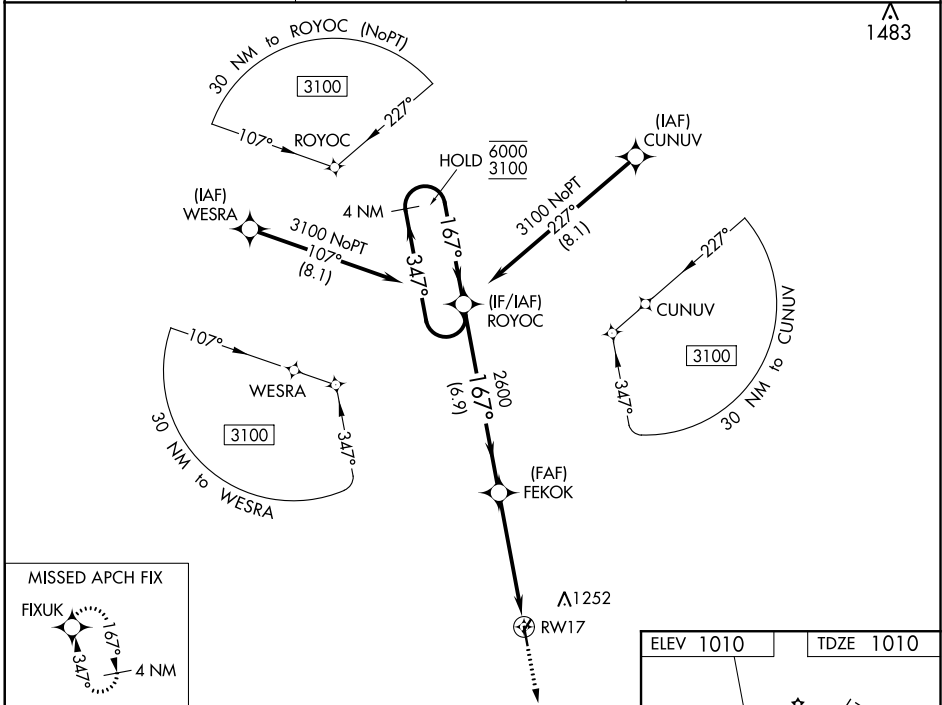 1483
30 NM to ROYOC (NoPT)
3100
107°
227°
ROYOC
HOLD 6000
3100
(IAF)
CUNUV
(IAF)
WESRA
4 NM
3100 NoPT
107°
(8.1)
167°
347°
3100 NoPT
227°
(8.1)
(IF/IAF)
ROYOC
227°
CUNUV
3100
347°
30 NM to CUNUV
107°
WESRA
3100
347°
30 NM to WESRA
2600
167°
(6.9)
(FAF)
FEKOK
1252
RW17
MISSED APCH FIX
FIXUK
167°
347°
4 NM
ELEV 1010
TDZE 1010